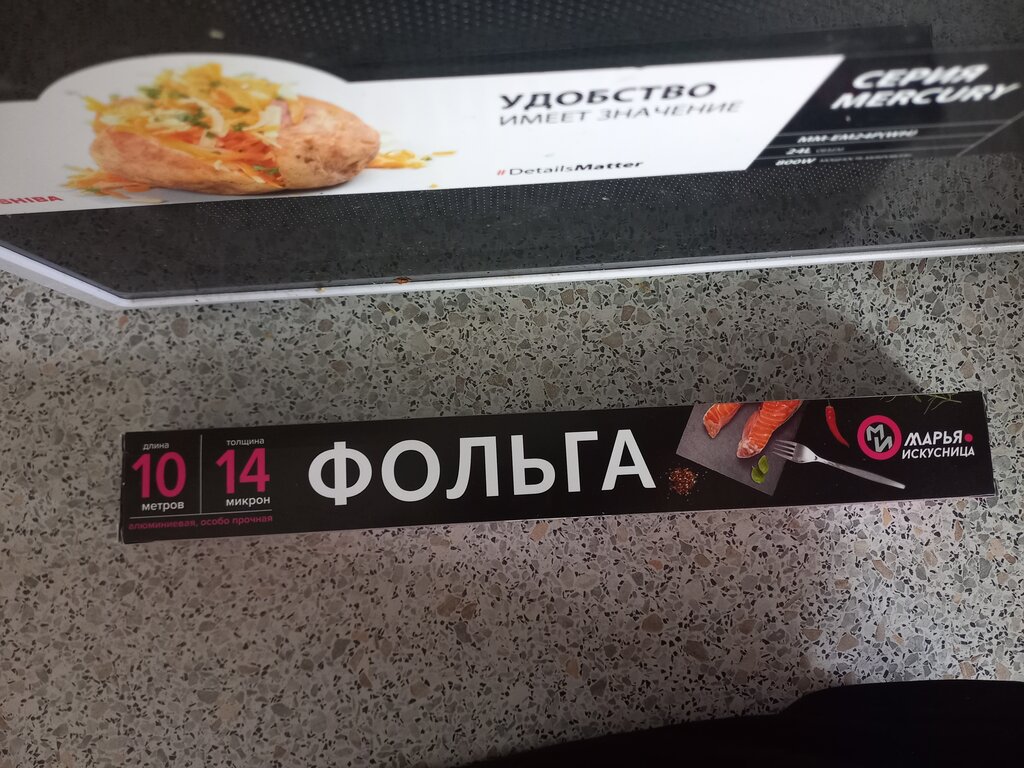 УДОБСТВО
ИМЕЕТ ЗНАЧЕНИЕ
#DetailsMatter
СЕРИЯ
MERCURY
24L
800W
SHIBA
длина
10
метров
толщина
14
микрон
алюминиевая, особо прочная
ФОЛЬГА
МИ
МАРЬЯ
ИСКУСНИЦА